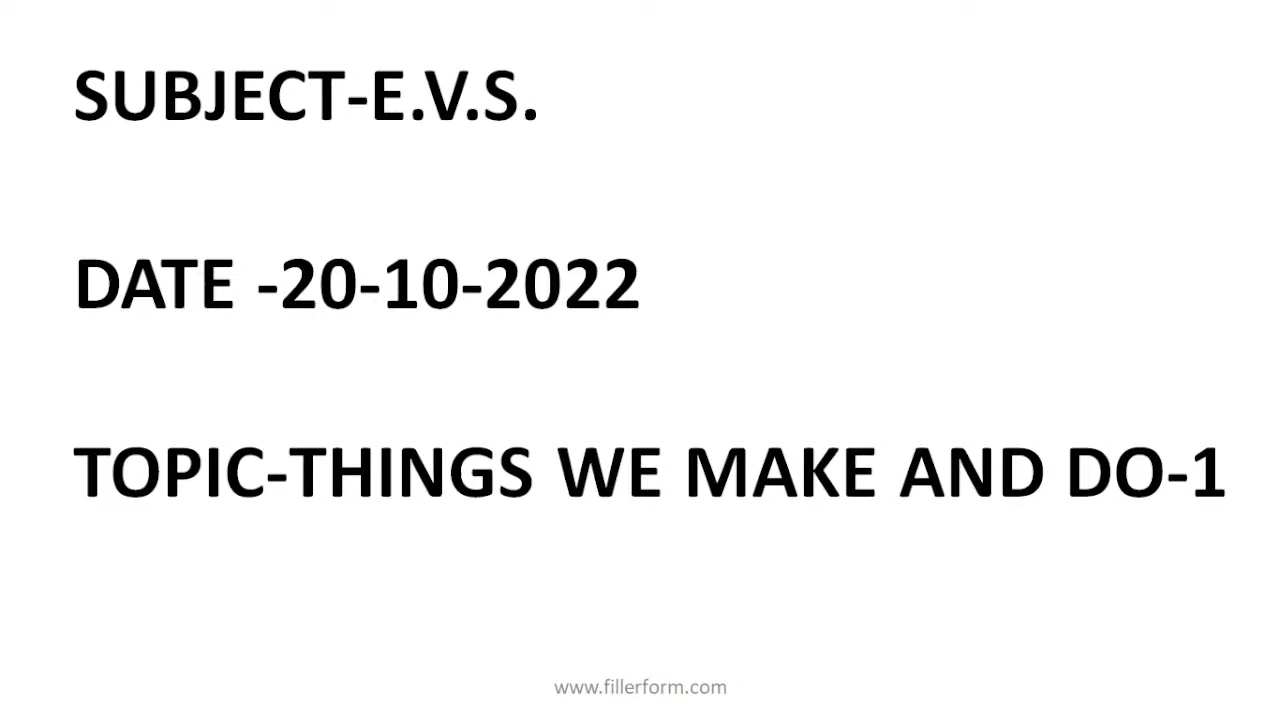 SUBJECT-E.V.S.
DATE -20-10-2022
TOPIC-THINGS WE MAKE AND DO-1
www.fillerform.com